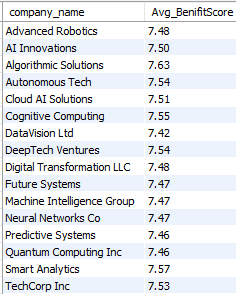 company_name Avg_BenifitScore
Advanced Robotics 7.48
AI Innovations 7.50
Algorithmic Solutions 7.63
Autonomous Tech 7.54
Cloud AI Solutions 7.51
Cognitive Computing 7.55
DataVision Ltd 7.42
DeepTech Ventures 7.54
Digital Transformation LLC 7.48
Future Systems 7.47
Machine Intelligence Group 7.47
Neural Networks Co 7.47
Predictive Systems 7.46
Quantum Computing Inc 7.46
Smart Analytics 7.57
TechCorp Inc 7.53